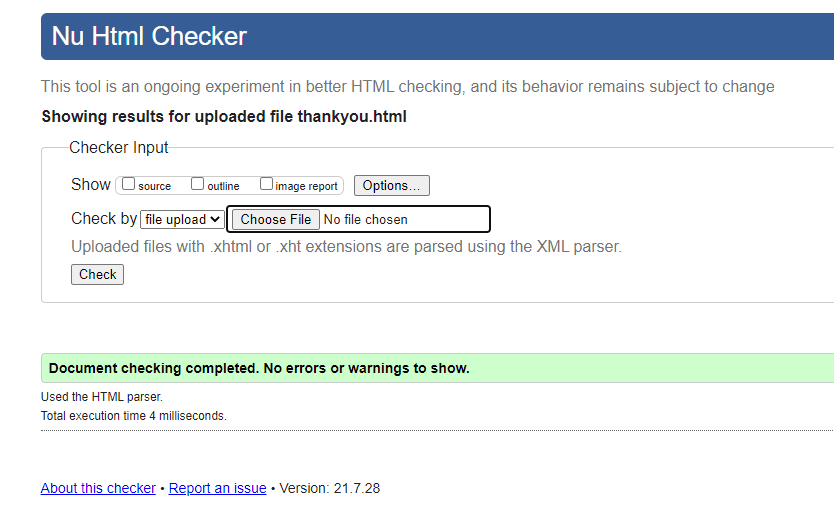 Nu Html Checker
This tool is an ongoing experiment in better HTML checking, and its behavior remains subject to change
Showing results for uploaded file thankyou.html
Checker Input
Show source outline image report Options...
Check by file upload Choose File No file chosen
Uploaded files with .xhtml or .xht extensions are parsed using the XML parser.
Check
Document checking completed. No errors or warnings to show.
Used the HTML parser.
Total execution time 4 milliseconds.
About this checker • Report an issue • Version: 21.7.28